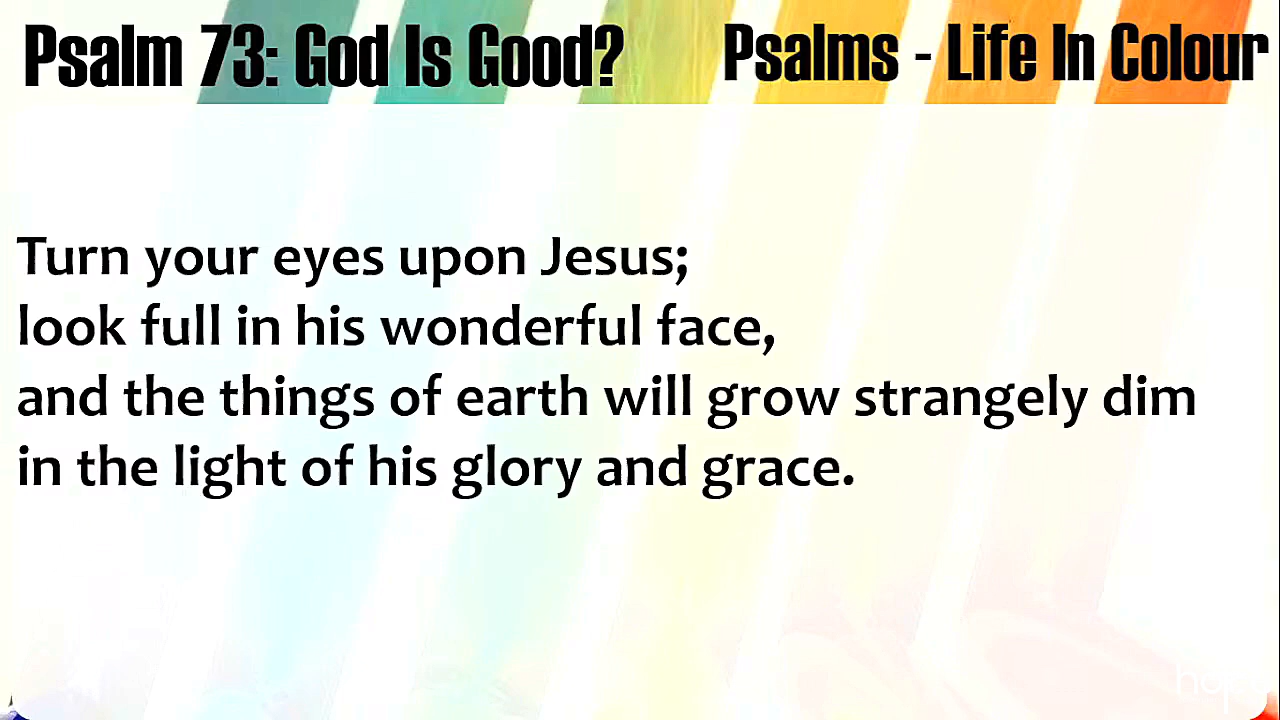 Psalm 73: God Is Good?
Psalms - Life In Colour
Turn your eyes upon Jesus;
look full in his wonderful face,
and the things of earth will grow strangely dim
in the light of his glory and grace.